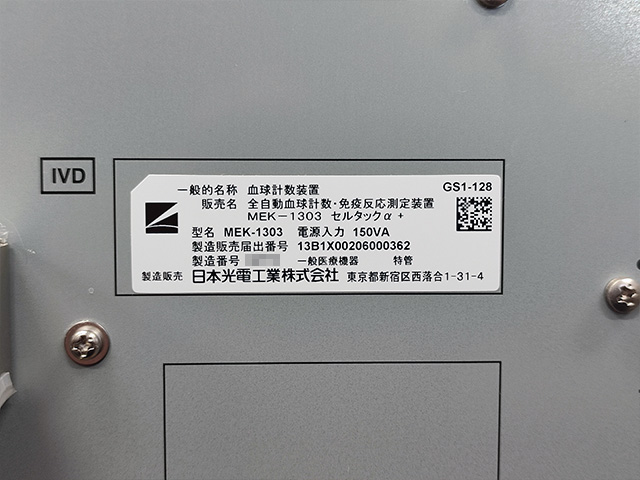 IVD
一般的名称 血球計数装置
GS1-128
販売名 全自動血球計数・免疫反応測定装置
MEK-1303 セルタックα +
型名 MEK-1303 電源入力 150VA
製造販売届出番号 13B1X00206000362
製造番号 一般医療機器 特管
製造販売 日本光電工業株式会社 東京都新宿区西落合1-31-4